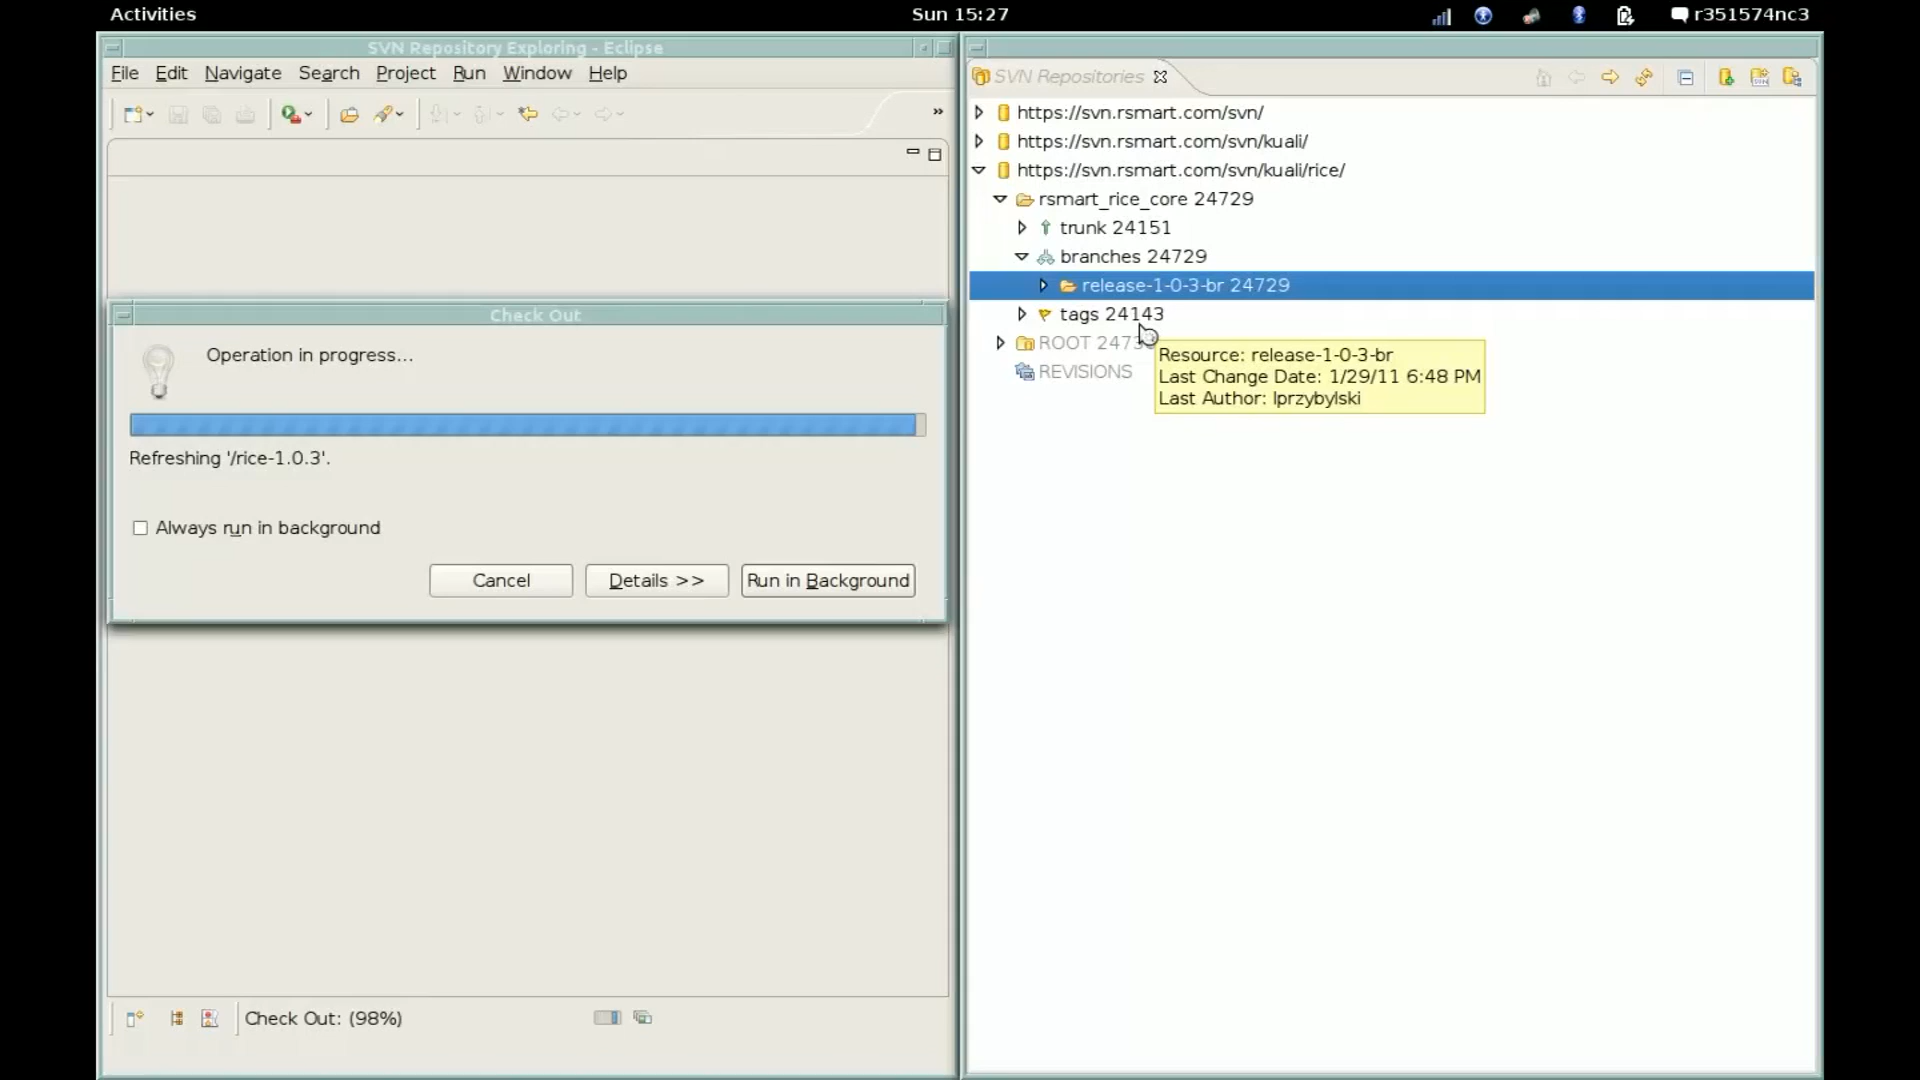 Activities
Sun 15:27
r351574nc3
SVN Repository Exploring - Eclipse
File Edit Navigate Search Project Run Window Help
Check Out
Operation in progress...
Refreshing '/rice-1.0.3'.
Always run in background
Cancel
Details >>
Run in Background
Check Out: (98%)
SVN Repositories
https://svn.rsmart.com/svn/
https://svn.rsmart.com/svn/kuali/
https://svn.rsmart.com/svn/kuali/rice/
rsmart_rice_core 24729
trunk 24151
branches 24729
release-1-0-3-br 24729
tags 24143
ROOT
REVISIONS
Resource: release-1-0-3-br
Last Change Date: 1/29/11 6:48 PM
Last Author: lprzybylski